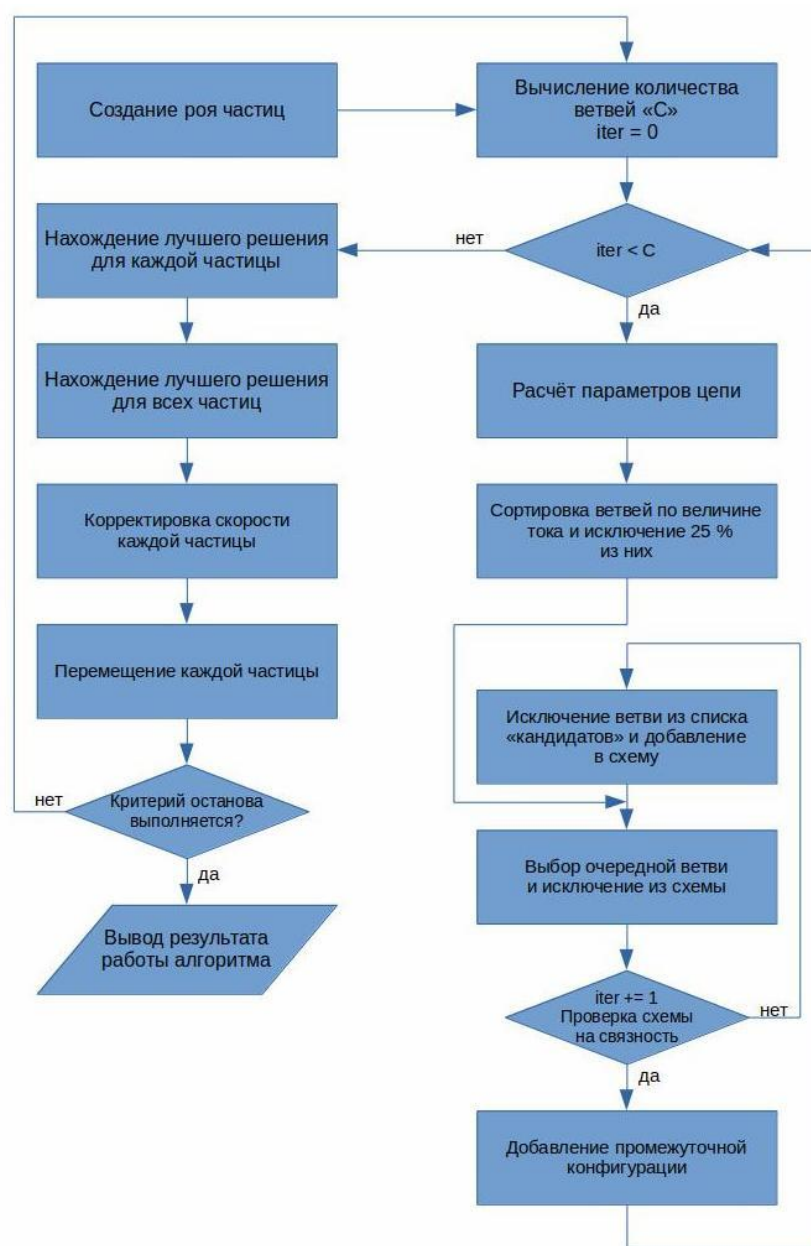 Создание роя частиц
Вычисление количества
ветвей «C»
iter = 0
Нахождение лучшего решения
для каждой частицы
нет
iter < C
да
Нахождение лучшего решения
для всех частиц
Расчёт параметров цепи
Корректировка скорости
каждой частицы
Сортировка ветвей по величине
тока и исключение 25 %
из них
Перемещение каждой частицы
Исключение ветви из списка
«кандидатов» и добавление
в схему
нет
Критерий останова
выполняется?
да
Выбор очередной ветви
и исключение из схемы
Вывод результата
работы алгоритма
iter += 1
Проверка схемы
на связность
нет
да
Добавление промежуточной
конфигурации